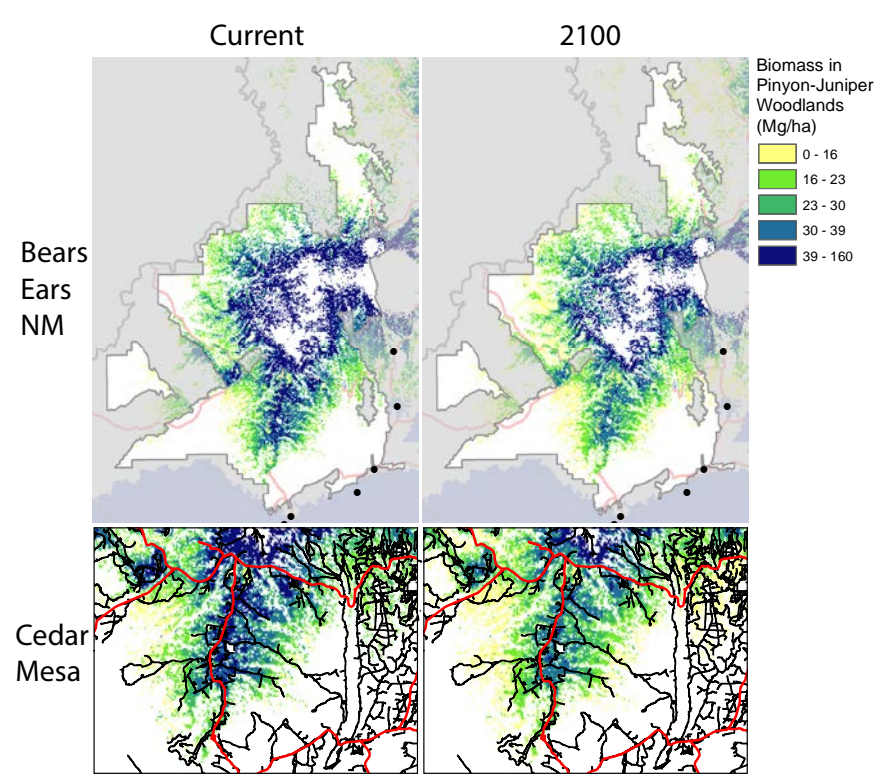 Current
2100
Biomass in
Pinyon-Juniper
Woodlands
(Mg/ha)
0 - 16
16 - 23
23 - 30
30 - 39
39 - 160
Bears
Ears
NM
Cedar
Mesa